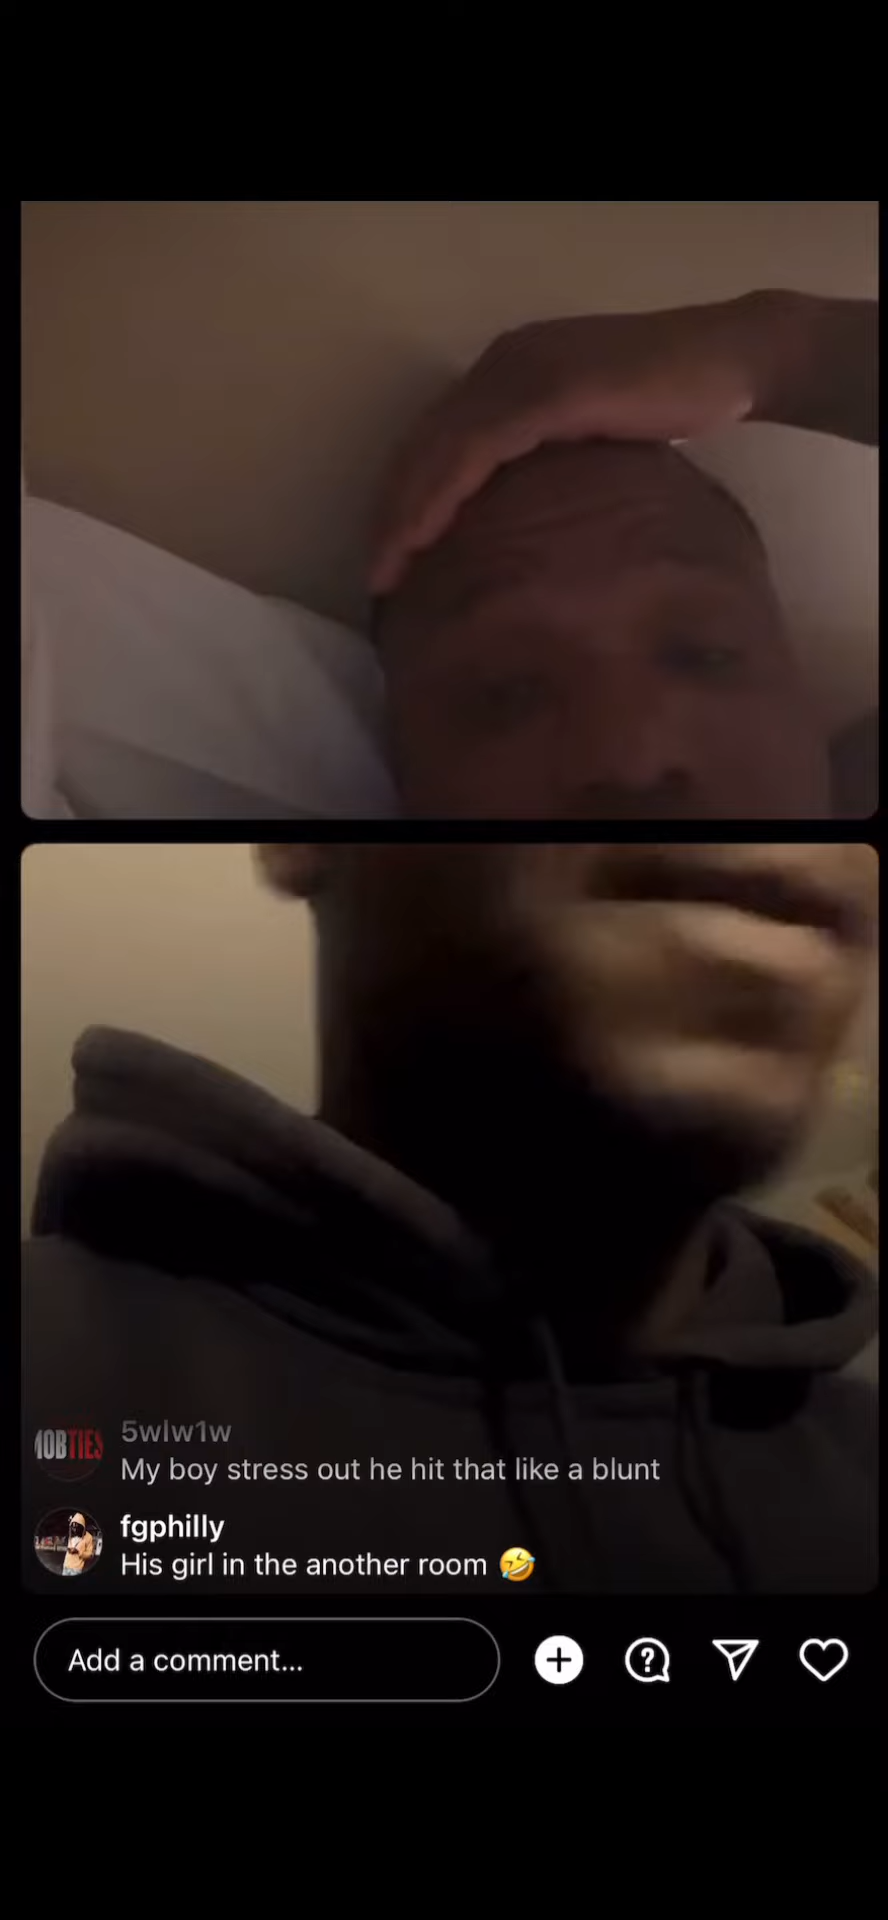 MOBTIES
5wlw1w
My boy stress out he hit that like a blunt
fgphilly
His girl in the another room 🤣
Add a comment...